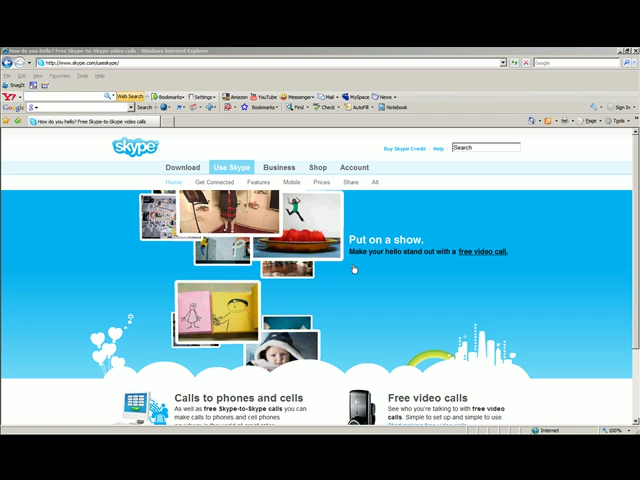 How do you hello? Free Skype-to-Skype video calls - Windows Internet Explorer
http://www.skype.com/useskype/
Google
File Edit View Favorites Tools Help
SnagIt
Web Search Bookmarks Settings Amazon YouTube Messenger Mail MySpace News
Google Search Bookmarks Find Check AutoFill Notebook Sign In
How do you hello? Free Skype-to-Skype video calls
Page Tools
skype
Buy Skype Credit Help Search
Download Use Skype Business Shop Account
Home Get Connected Features Mobile Prices Share All
Put on a show.
Make your hello stand out with a free video call.
Calls to phones and cells
As well as free Skype-to-Skype calls you can
make calls to phones and cell phones
Free video calls
See who you're talking to with free video
calls. Simple to set up and simple to use
Internet 100%